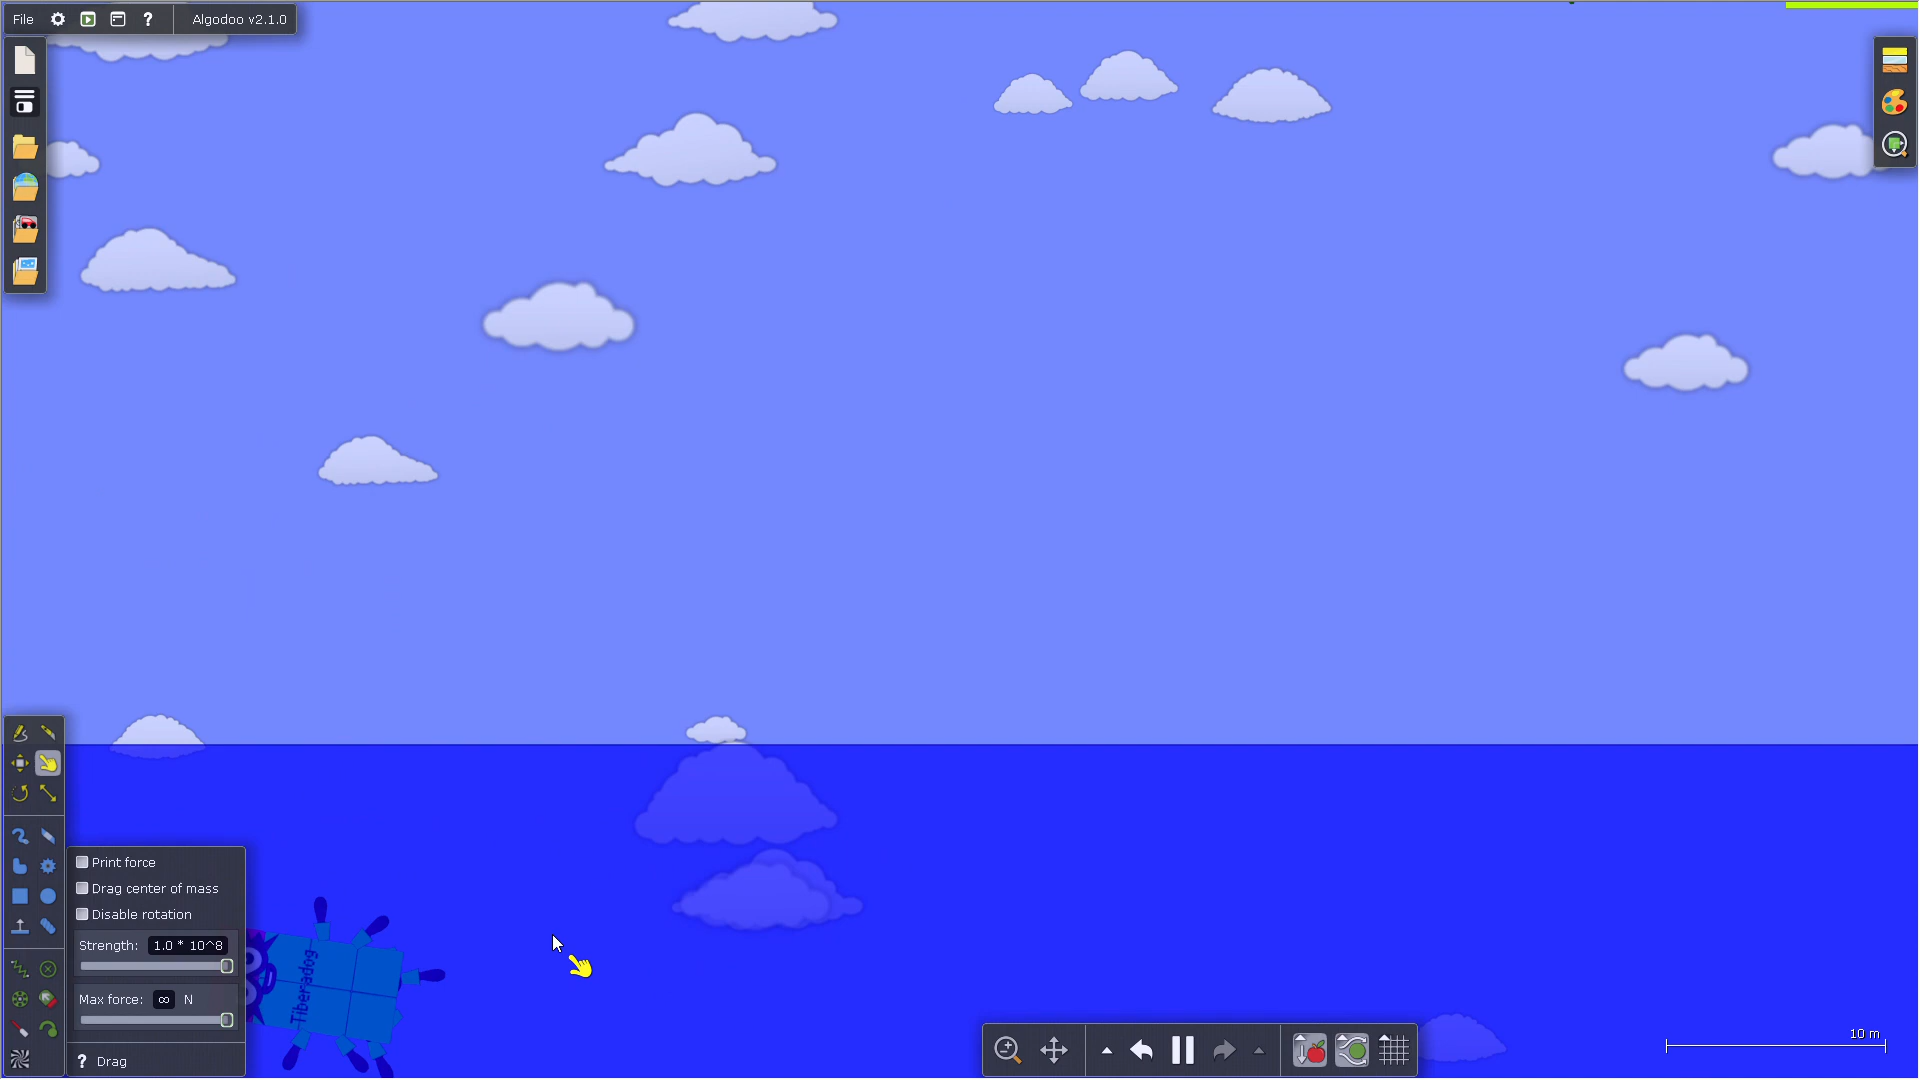 File ? Algodoo v2.1.0
Print force
Drag center of mass
Disable rotation
Strength: 1.0 * 10^8
Max force: ∞ N
? Drag
Tiberiadog
10 m